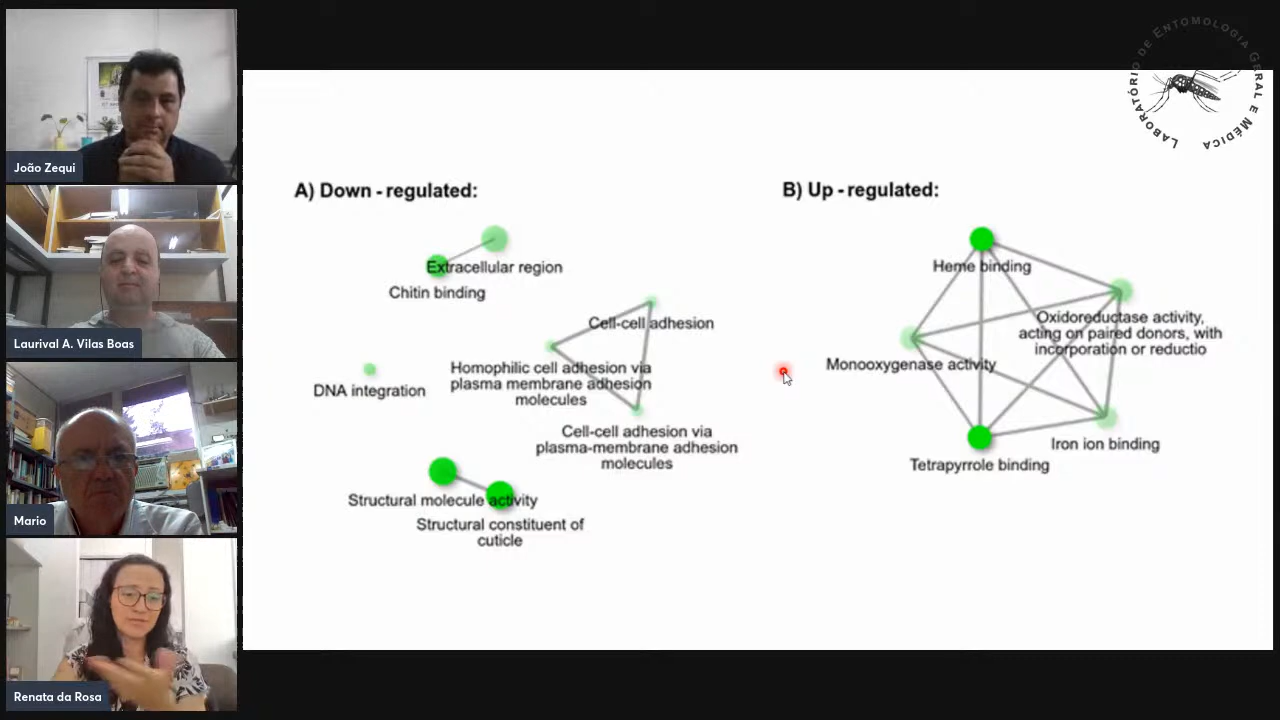 João Zequi
Laurival A. Vilas Boas
Mario
Renata da Rosa
LABORATÓRIO DE ENTOMOLOGIA GERAL E MÉDICA
A) Down - regulated:
Extracellular region
Chitin binding
Cell-cell adhesion
Homophilic cell adhesion via
plasma membrane adhesion
molecules
DNA integration
Cell-cell adhesion via
plasma-membrane adhesion
molecules
Structural molecule activity
Structural constituent of
cuticle
B) Up - regulated:
Heme binding
Oxidoreductase activity,
acting on paired donors, with
incorporation or reductio
Monooxygenase activity
Iron ion binding
Tetrapyrrole binding